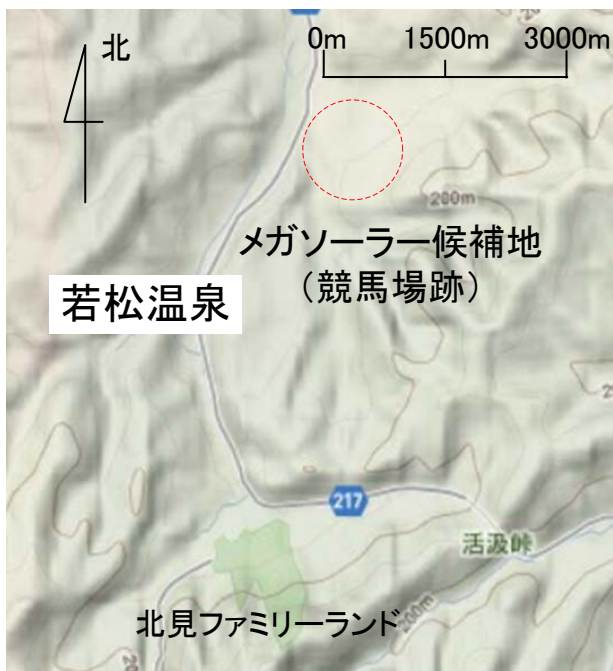 北
0m 1500m 3000m
200m
メガソーラー候補地
(競馬場跡)
若松温泉
217
活汲峠
北見ファミリーランド
200m